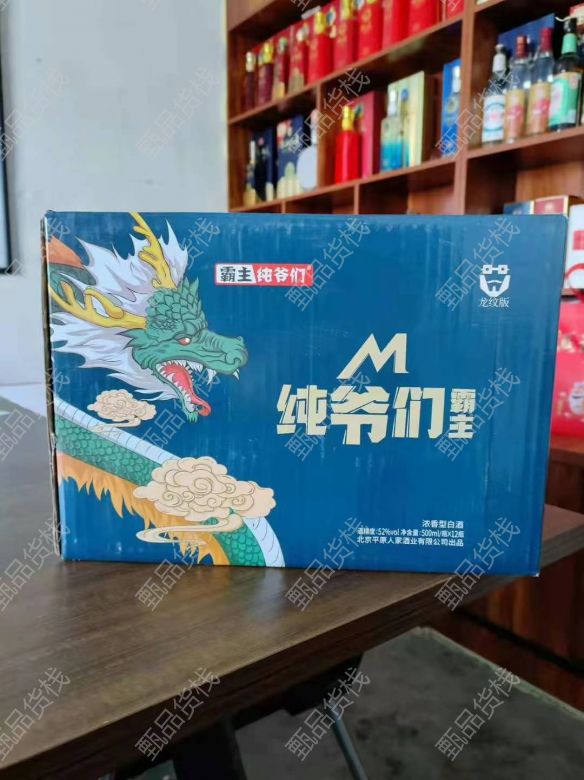 霸主纯爷们
龙纹版
M
纯爷们霸主
浓香型白酒
酒精度:52%vol 净含量:500ml/瓶×12瓶
北京平原人家酒业有限公司出品
甄品货栈